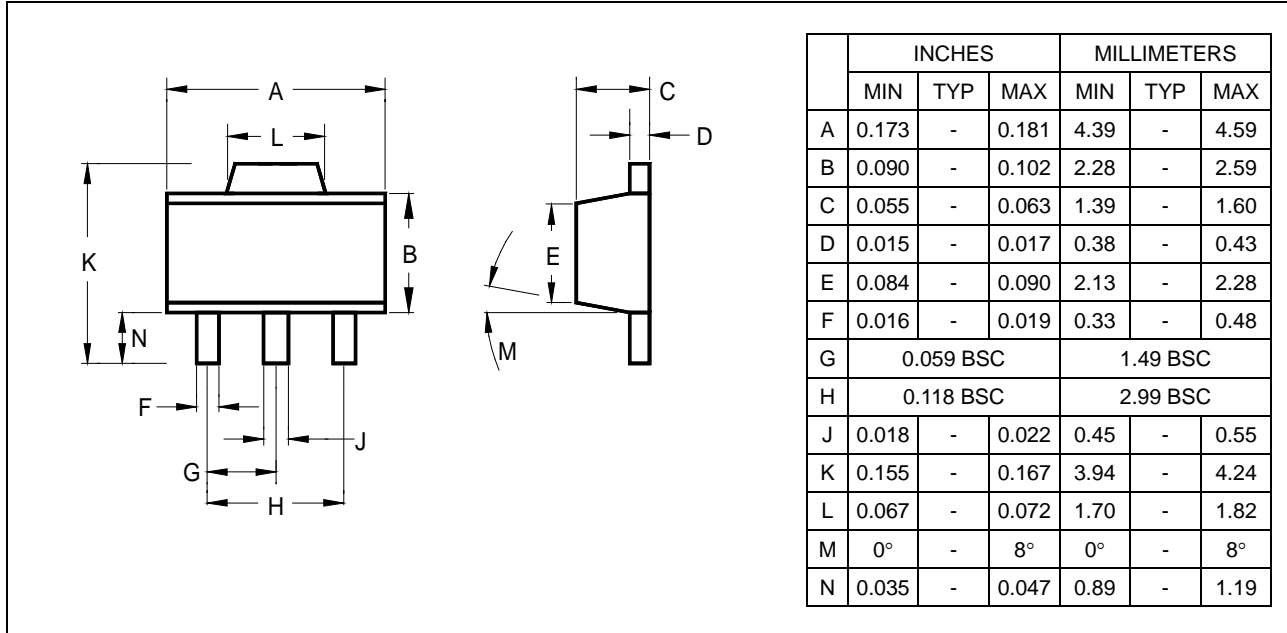 A
L
K
B
N
F
J
G
H
C
D
E
M
INCHES MILLIMETERS
MIN TYP MAX MIN TYP MAX
A 0.173 - 0.181 4.39 - 4.59
B 0.090 - 0.102 2.28 - 2.59
C 0.055 - 0.063 1.39 - 1.60
D 0.015 - 0.017 0.38 - 0.43
E 0.084 - 0.090 2.13 - 2.28
F 0.016 - 0.019 0.33 - 0.48
G 0.059 BSC 1.49 BSC
H 0.118 BSC 2.99 BSC
J 0.018 - 0.022 0.45 - 0.55
K 0.155 - 0.167 3.94 - 4.24
L 0.067 - 0.072 1.70 - 1.82
M 0° - 8° 0° - 8°
N 0.035 - 0.047 0.89 - 1.19